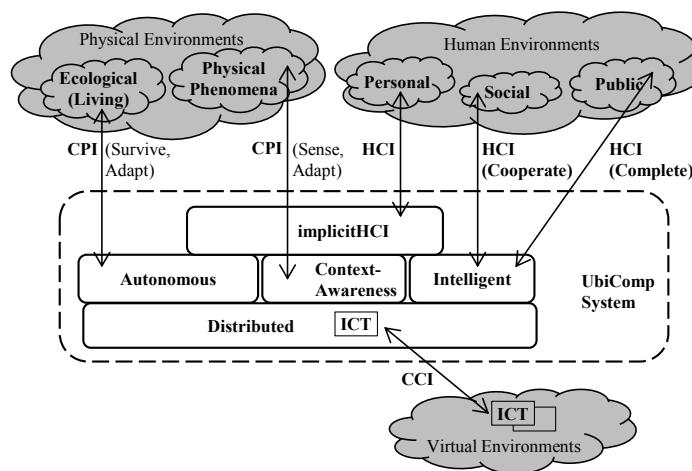 Physical Environments
Human Environments
Ecological
(Living)
Physical
Phenomena
Personal
Social
Public
CPI (Survive,
Adapt)
CPI (Sense,
Adapt)
HCI
HCI
(Cooperate)
HCI
(Complete)
implicitHCI
Autonomous
Context-
Awareness
Intelligent
UbiComp
System
Distributed
ICT
CCI
ICT
Virtual Environments